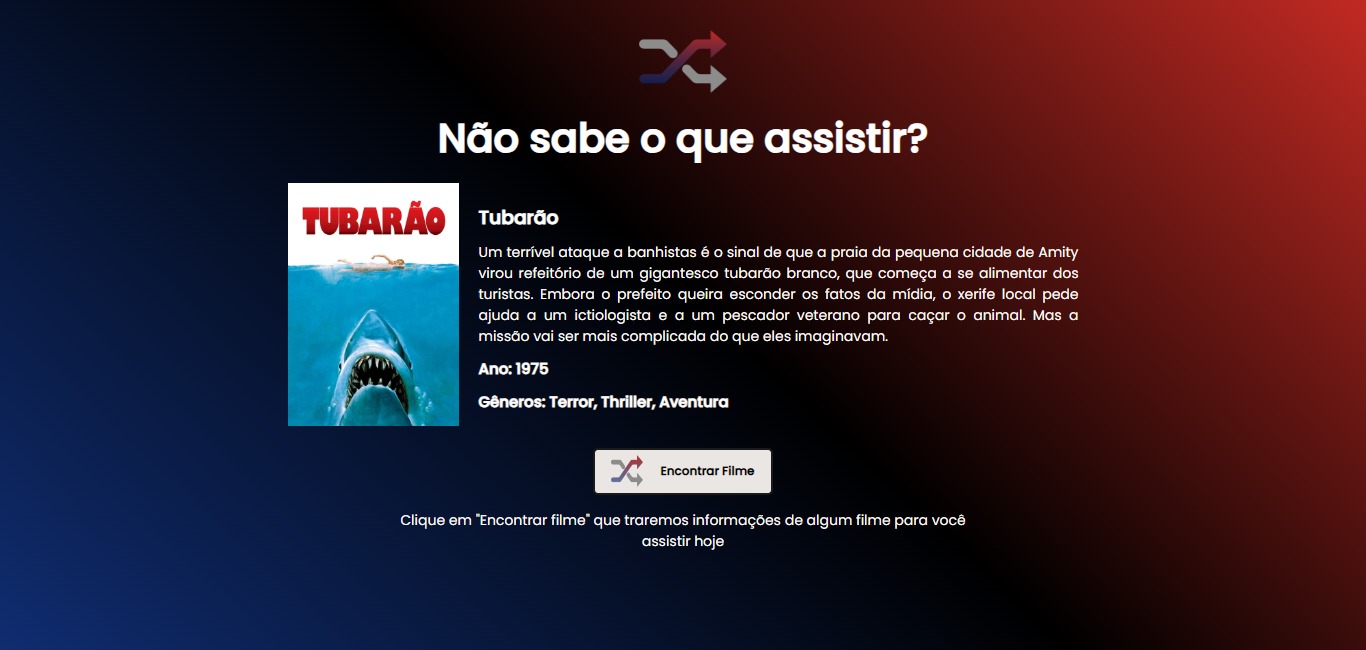 Não sabe o que assistir?
TUBARÃO
Tubarão
Um terrível ataque a banhistas é o sinal de que a praia da pequena cidade de Amity
virou refeitório de um gigantesco tubarão branco, que começa a se alimentar dos
turistas. Embora o prefeito queira esconder os fatos da mídia, o xerife local pede
ajuda a um ictiologista e a um pescador veterano para caçar o animal. Mas a
missão vai ser mais complicada do que eles imaginavam.
Ano: 1975
Gêneros: Terror, Thriller, Aventura
Encontrar Filme
Clique em "Encontrar filme" que traremos informações de algum filme para você
assistir hoje